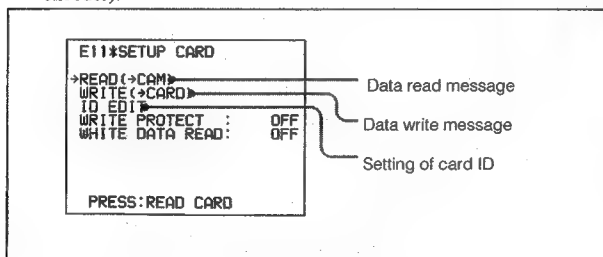 E11*SETUP CARD
→READ(→CAM)
WRITE(→CARD)
ID EDIT
WRITE PROTECT : OFF
WHITE DATA READ: OFF
PRESS:READ CARD
Data read message
Data write message
Setting of card ID